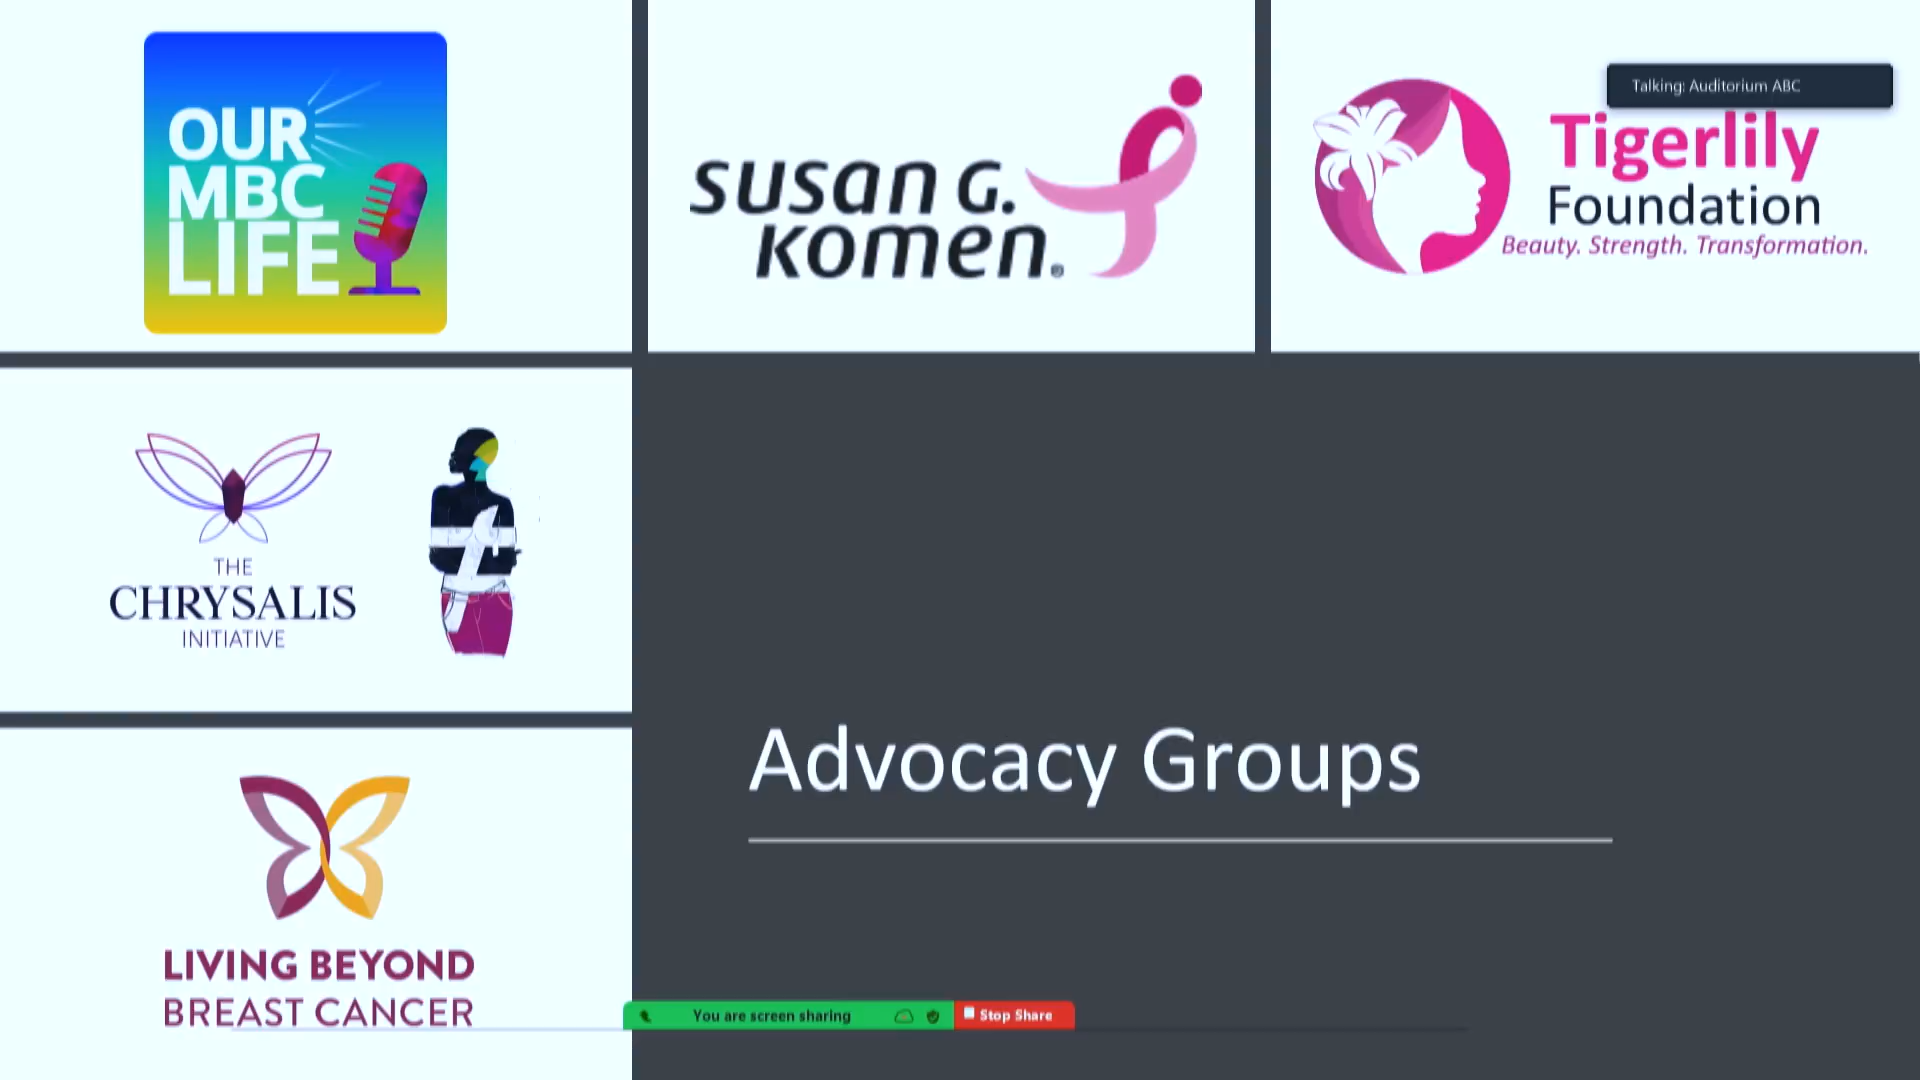 OUR
MBC
LIFE
susan G.
komen®
Talking: Auditorium ABC
Tigerlily
Foundation
Beauty. Strength. Transformation.
THE
CHRYSALIS
INITIATIVE
Advocacy Groups
LIVING BEYOND
BREAST CANCER
You are screen sharing
Stop Share